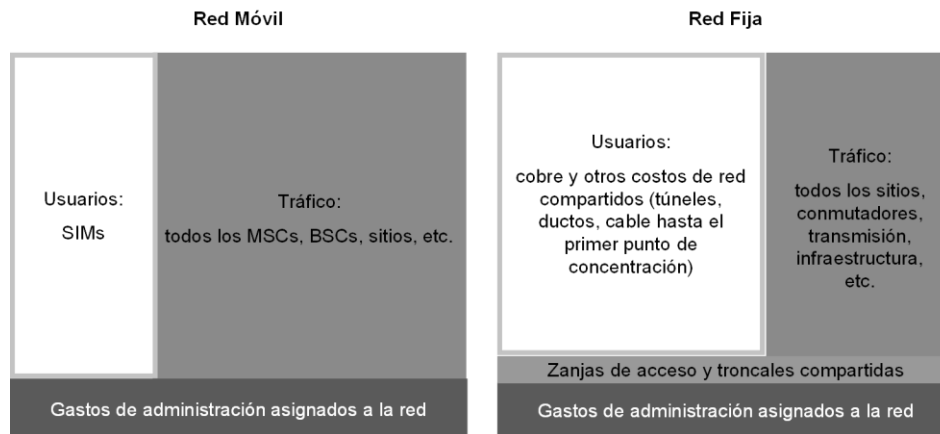 Red Móvil
Usuarios:
SIMs
Tráfico:
todos los MSCs, BSCs, sitios, etc.
Gastos de administración asignados a la red
Red Fija
Usuarios:
cobre y otros costos de red
compartidos (túneles,
ductos, cable hasta el
primer punto de
concentración)
Tráfico:
todos los sitios,
conmutadores,
transmisión,
infraestructura,
etc.
Zanjas de acceso y troncales compartidas
Gastos de administración asignados a la red